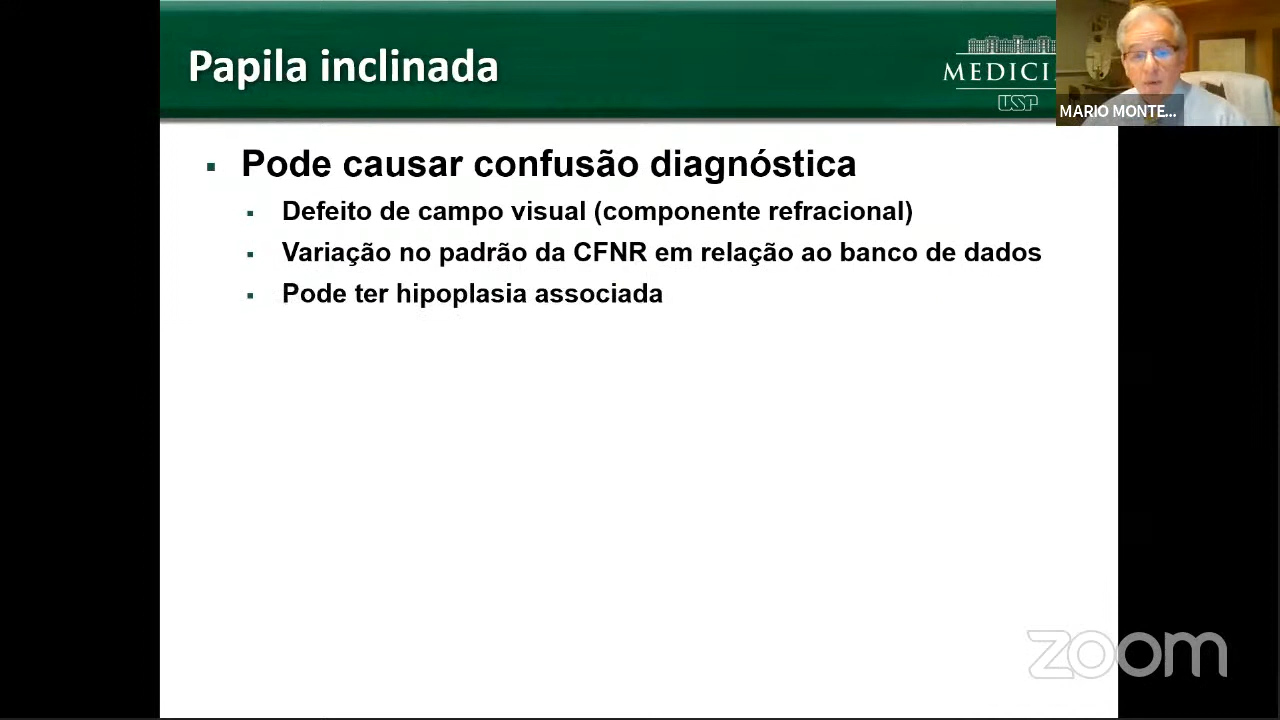 Papila inclinada
MEDICI
USP
MARIO MONTE...
▪ Pode causar confusão diagnóstica
▪ Defeito de campo visual (componente refracional)
▪ Variação no padrão da CFNR em relação ao banco de dados
▪ Pode ter hipoplasia associada
zoom